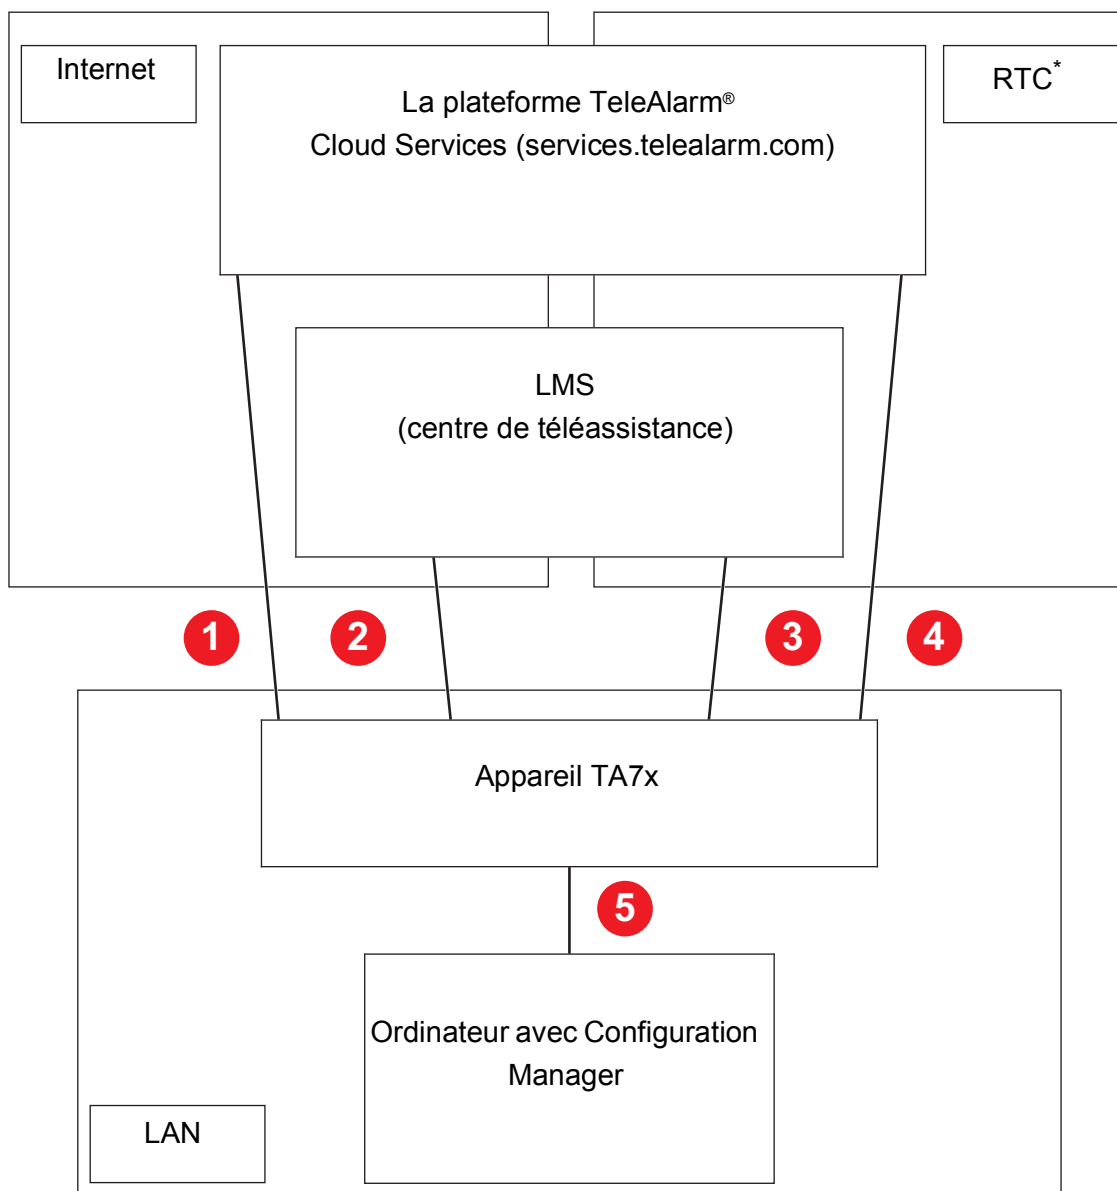 Internet
La plateforme TeleAlarm®
Cloud Services (services.telealarm.com)
RTC*
LMS
(centre de téléassistance)
1
2
3
4
Appareil TA7x
5
Ordinateur avec Configuration
Manager
LAN